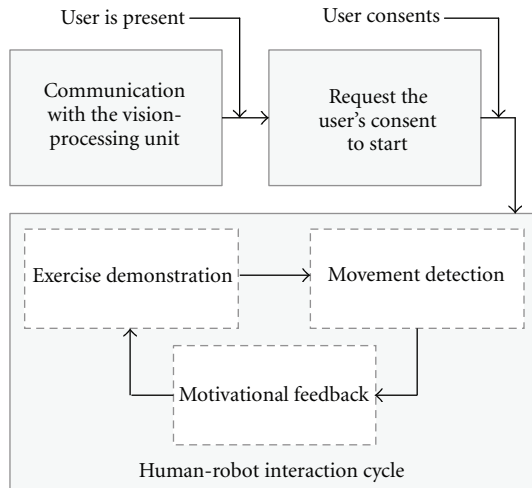 User is present
User consents
Communication
with the vision-
processing unit
Request the
user's consent
to start
Exercise demonstration
Movement detection
Motivational feedback
Human-robot interaction cycle